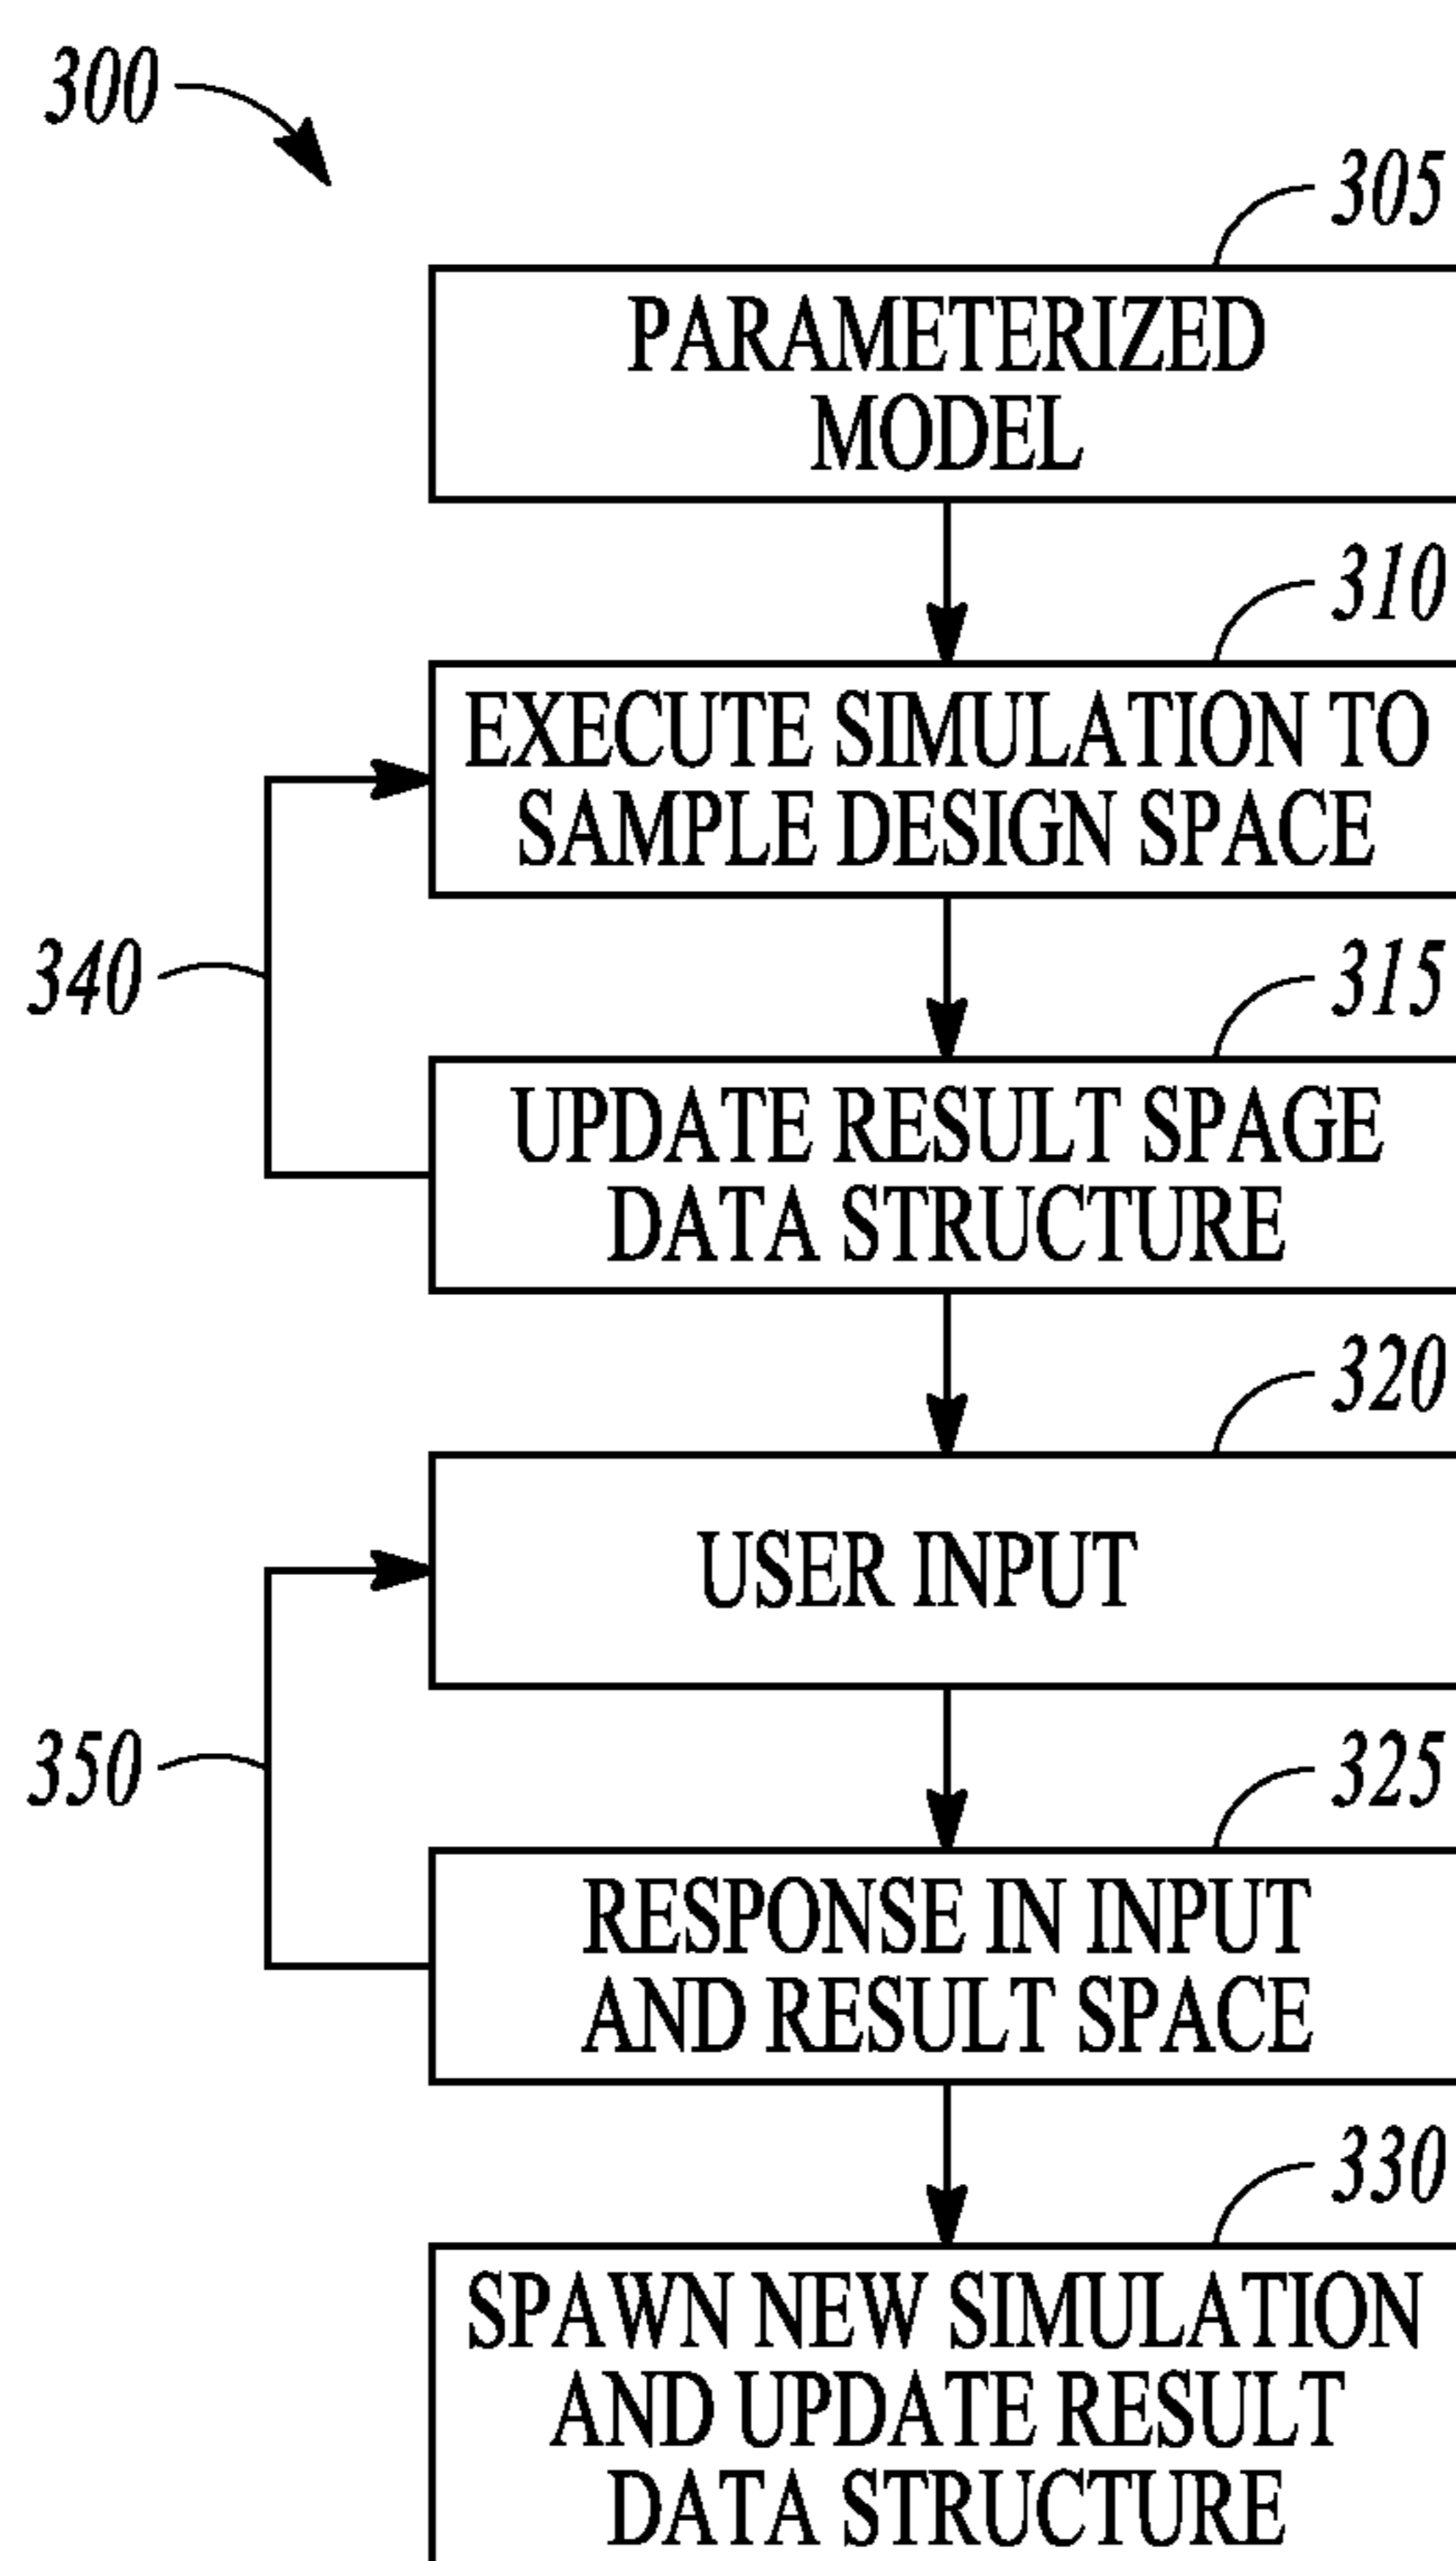 300
305
PARAMETERIZED
MODEL
310
EXECUTE SIMULATION TO
SAMPLE DESIGN SPACE
340
315
UPDATE RESULT SPAGE
DATA STRUCTURE
320
USER INPUT
350
325
RESPONSE IN INPUT
AND RESULT SPACE
330
SPAWN NEW SIMULATION
AND UPDATE RESULT
DATA STRUCTURE